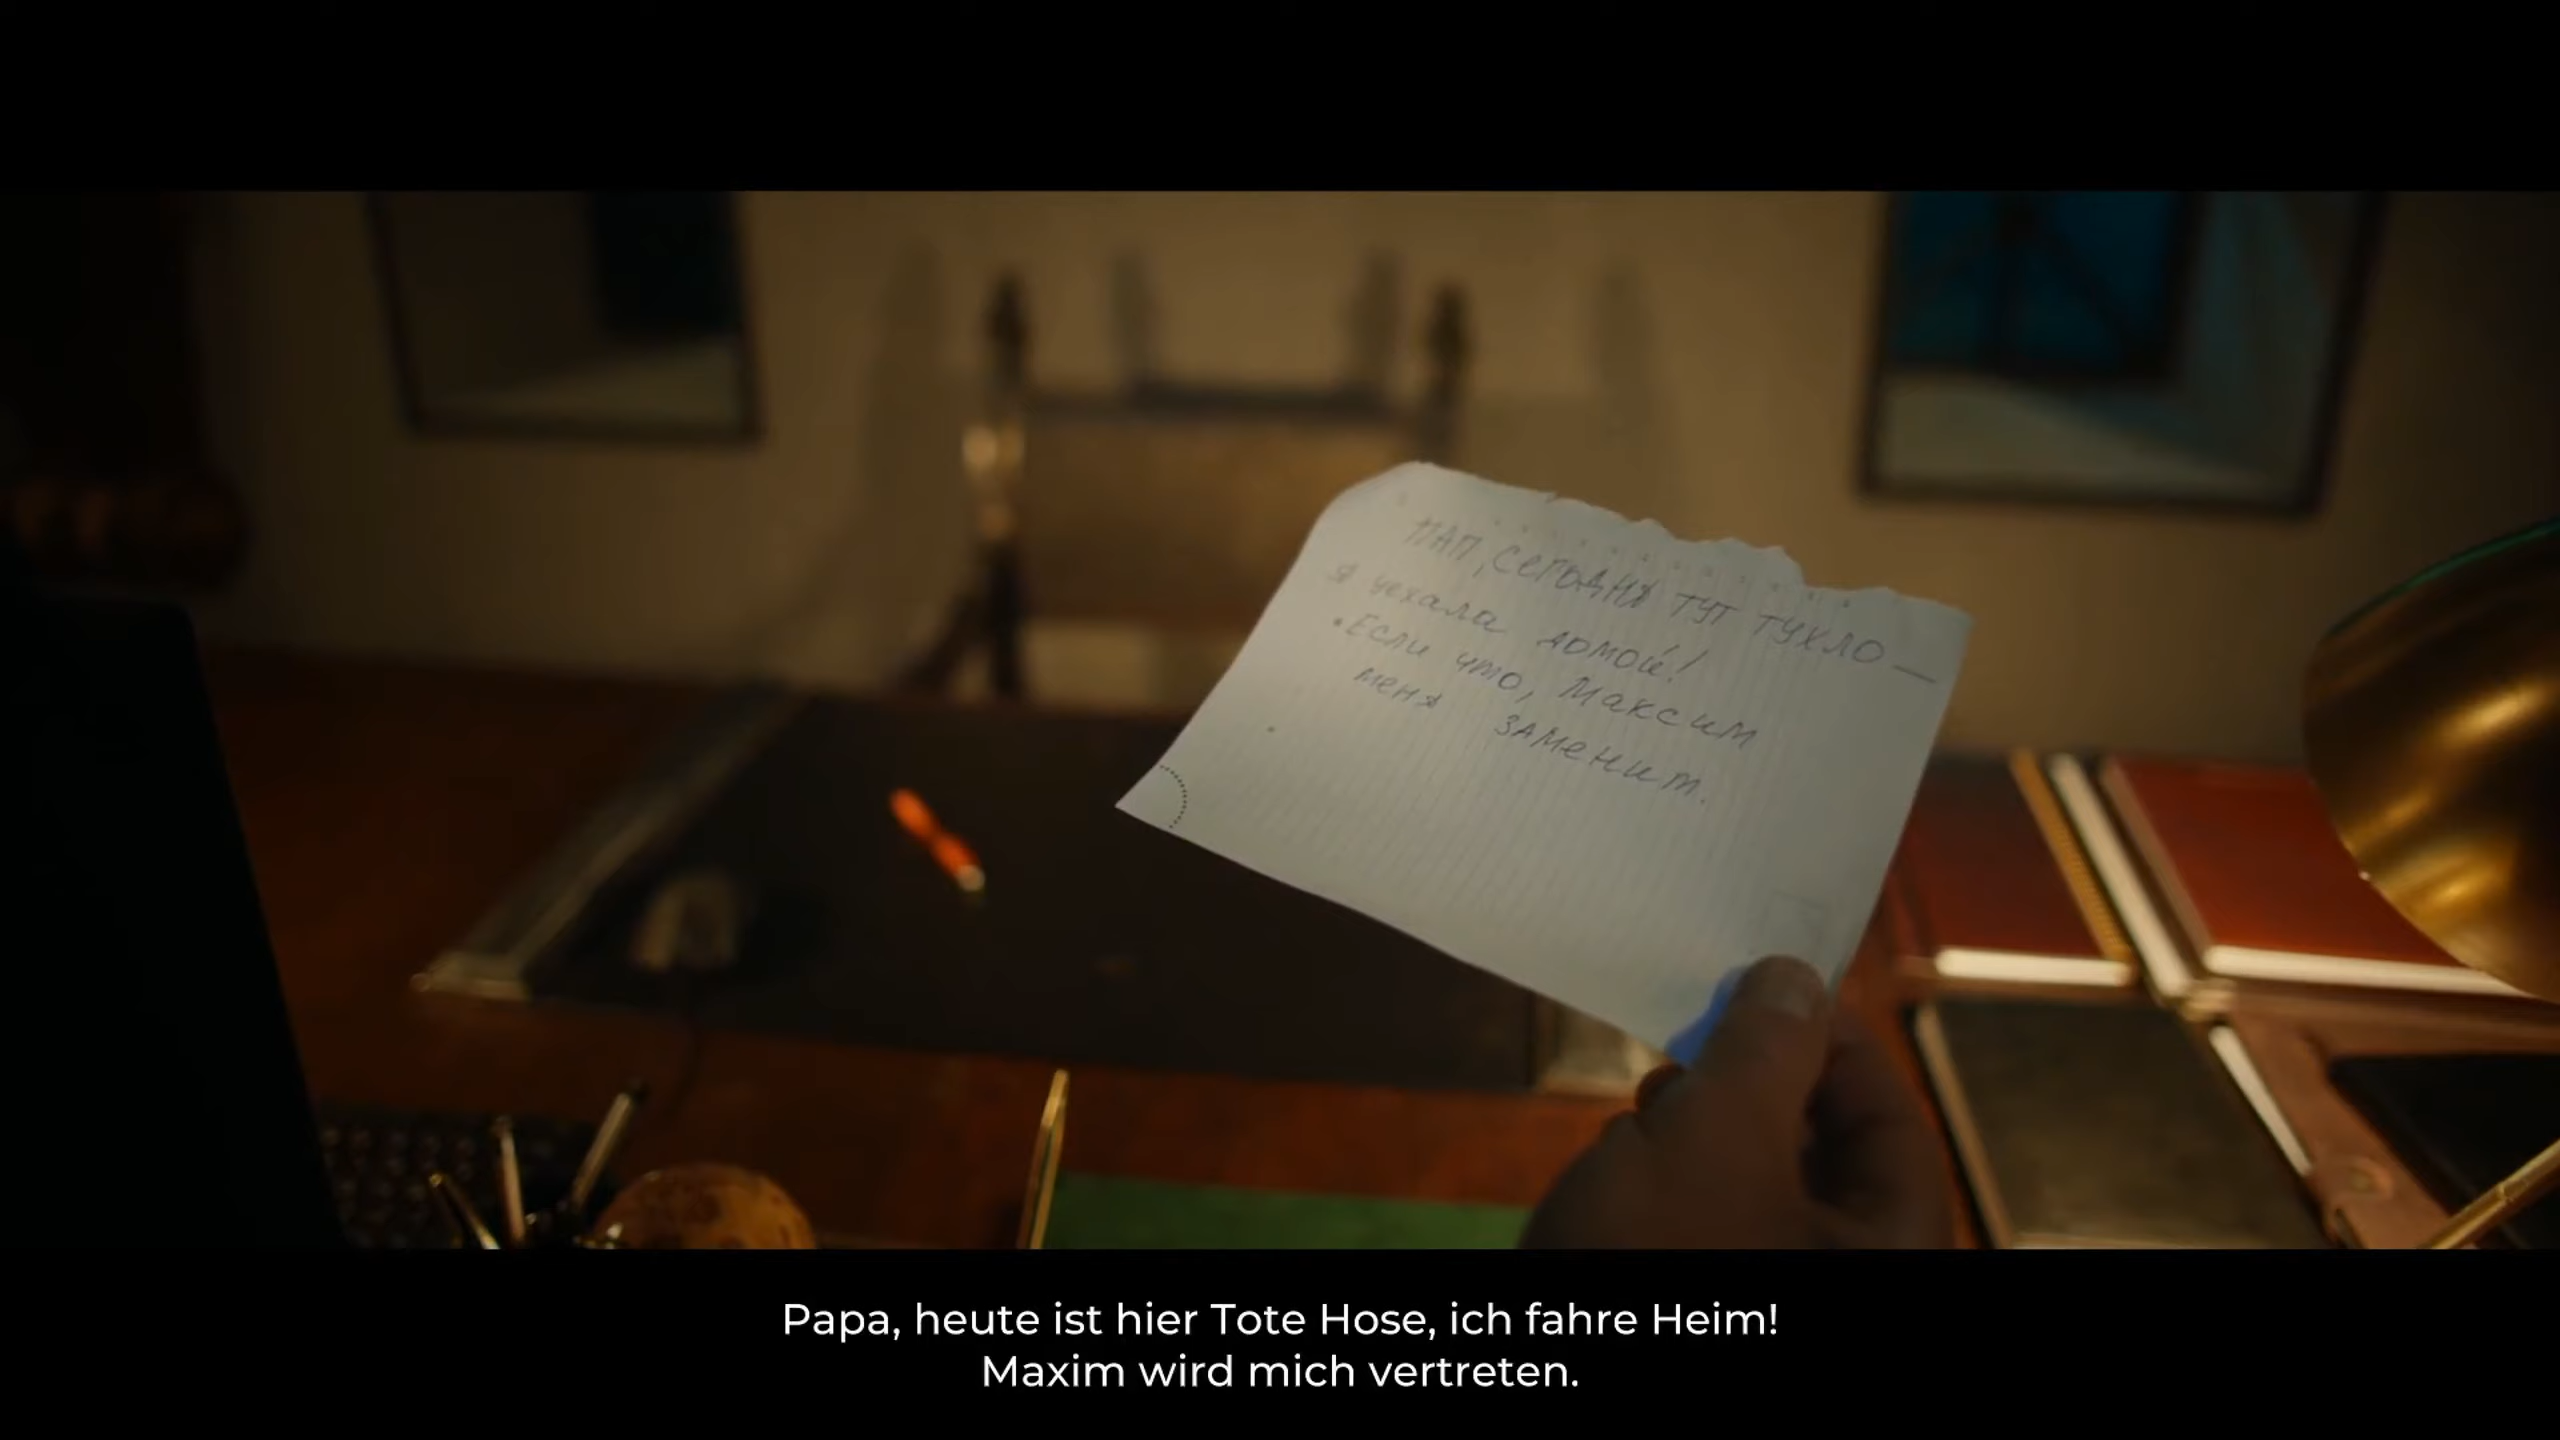 ПАП, СЕГОДНЯ ТУТ ТУХЛО —
я уехала домой!
• Если что, Максим
меня заменит.
Papa, heute ist hier Tote Hose, ich fahre Heim!
Maxim wird mich vertreten.